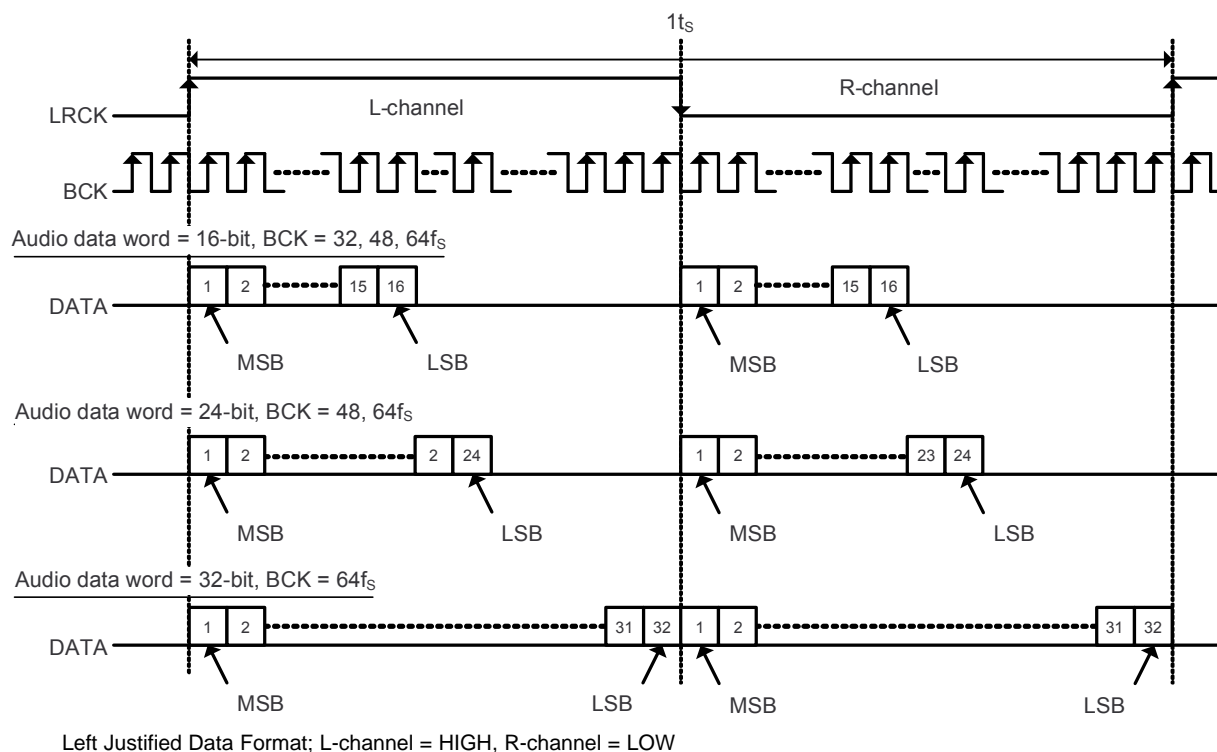 1tS
LRCK
L-channel
R-channel
BCK
Audio data word = 16-bit, BCK = 32, 48, 64fS
DATA
1 2 15 16 1 2 15 16
MSB LSB MSB LSB
Audio data word = 24-bit, BCK = 48, 64fS
DATA
1 2 2 24 1 2 23 24
MSB LSB MSB LSB
Audio data word = 32-bit, BCK = 64fS
DATA
1 2 31 32 1 2 31 32
MSB LSB MSB LSB
Left Justified Data Format; L-channel = HIGH, R-channel = LOW